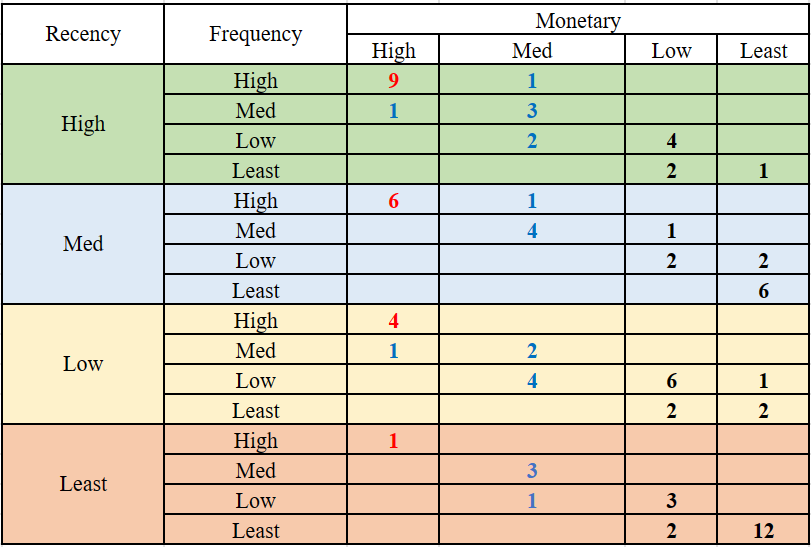 Recency Frequency Monetary
High Med Low Least
High High 9 1
Med 1 3
Low 2 4
Least 2 1
Med High 6 1
Med 4 1
Low 2 2
Least 6
Low High 4
Med 1 2
Low 4 6 1
Least 2 2
Least High 1
Med 3
Low 1 3
Least 2 12